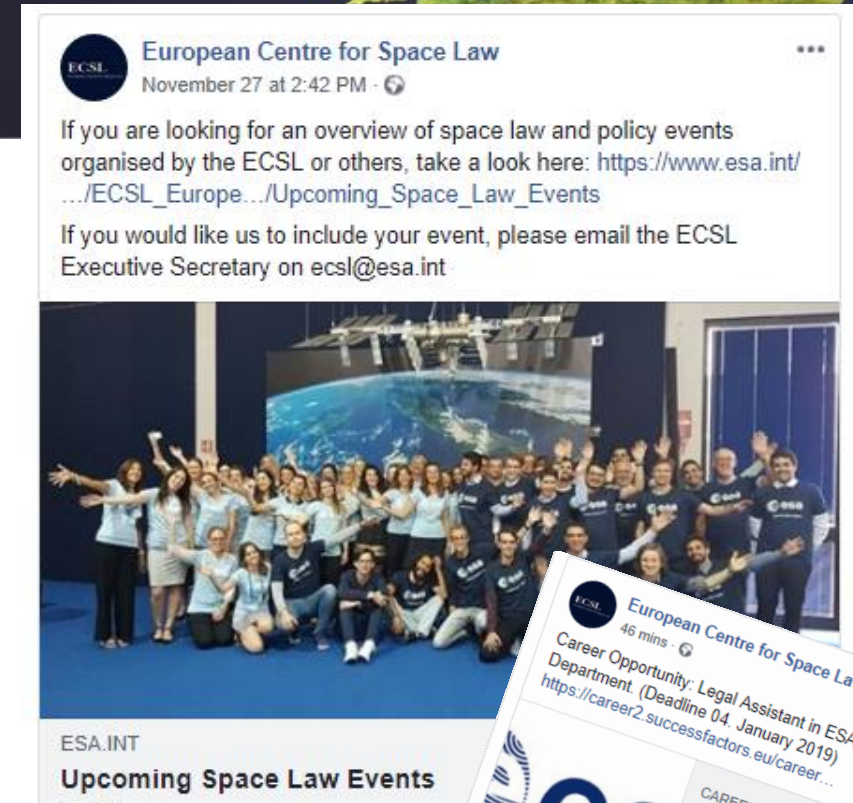 ECSL
European Centre for Space Law
November 27 at 2:42 PM ·
If you are looking for an overview of space law and policy events
organised by the ECSL or others, take a look here: https://www.esa.int/
…/ECSL_Europe…/Upcoming_Space_Law_Events
If you would like us to include your event, please email the ECSL
Executive Secretary on ecsl@esa.int
esa
esa
esa
esa
ESA.INT
Upcoming Space Law Events
ECSL
European Centre for Space La
46 mins ·
Career Opportunity: Legal Assistant in ESA
Department. (Deadline 04. January 2019)
https://career2.successfactors.eu/career…